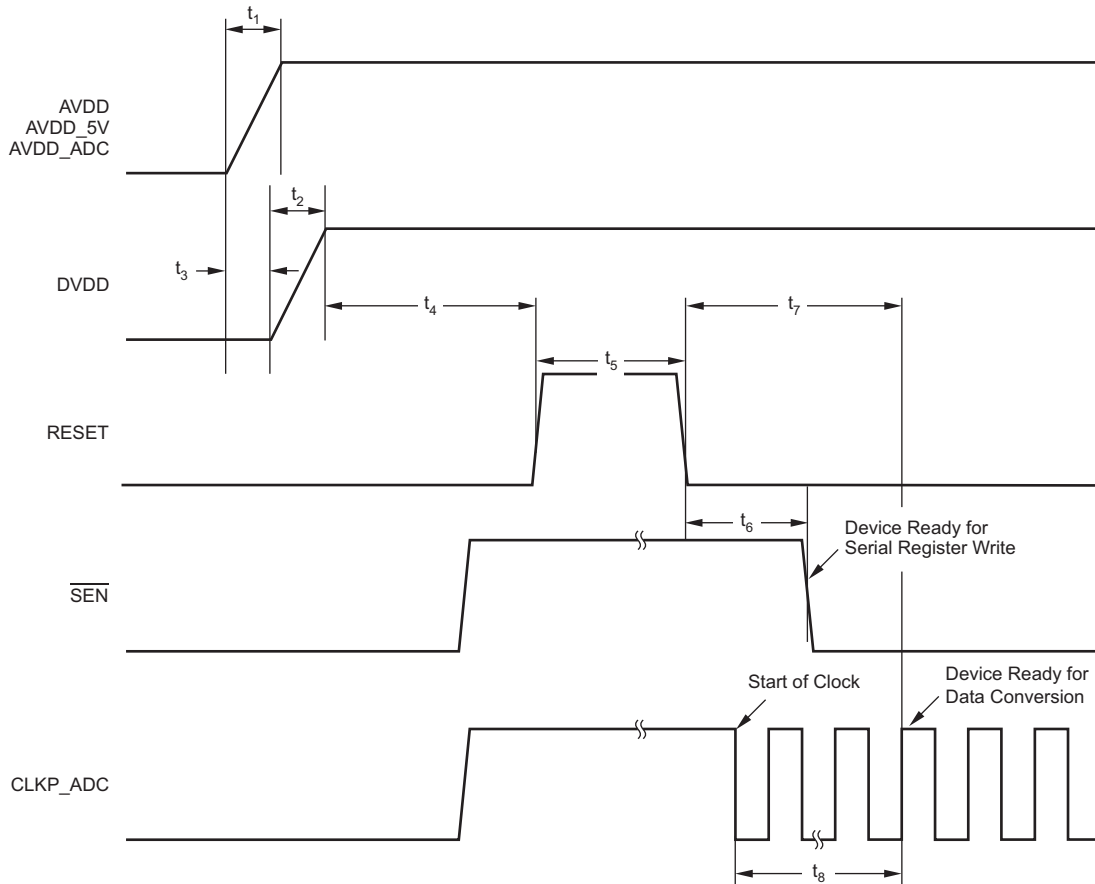 t1
AVDD
AVDD_5V
AVDD_ADC
t2
t3
DVDD
t4
t7
t5
RESET
t6
Device Ready for
Serial Register Write
SEN
Start of Clock
Device Ready for
Data Conversion
CLKP_ADC
t8